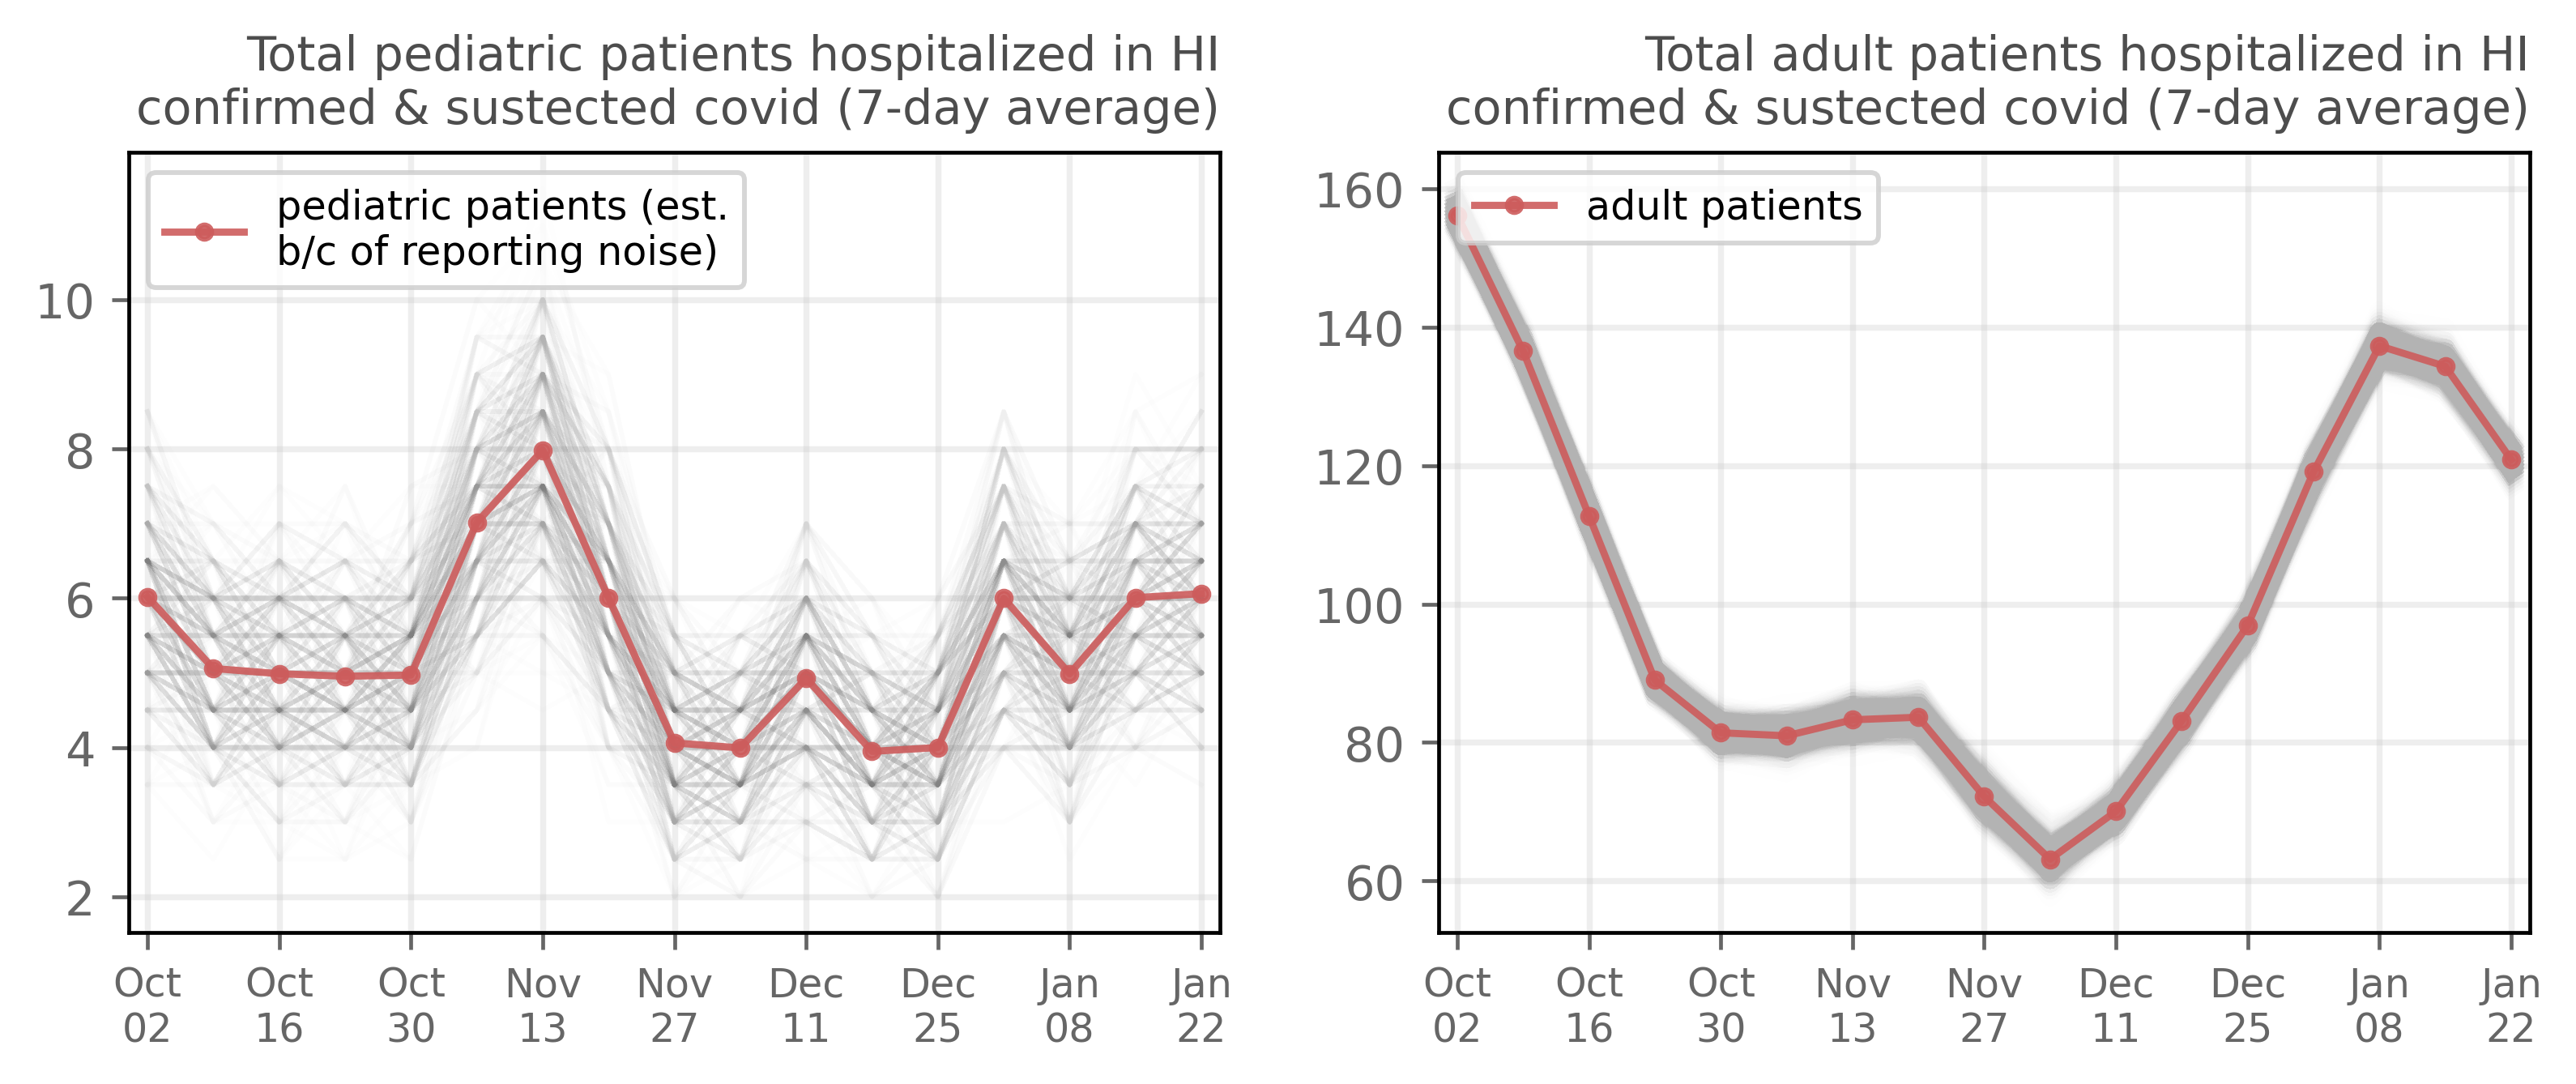 Total pediatric patients hospitalized in HI
confirmed & sustected covid (7-day average)
pediatric patients (est.
b/c of reporting noise)
10
8
6
4
2
Oct Oct Oct Nov Nov Dec Dec Jan Jan
02 16 30 13 27 11 25 08 22
Total adult patients hospitalized in HI
confirmed & sustected covid (7-day average)
adult patients
160
140
120
100
80
60
Oct Oct Oct Nov Nov Dec Dec Jan Jan
02 16 30 13 27 11 25 08 22